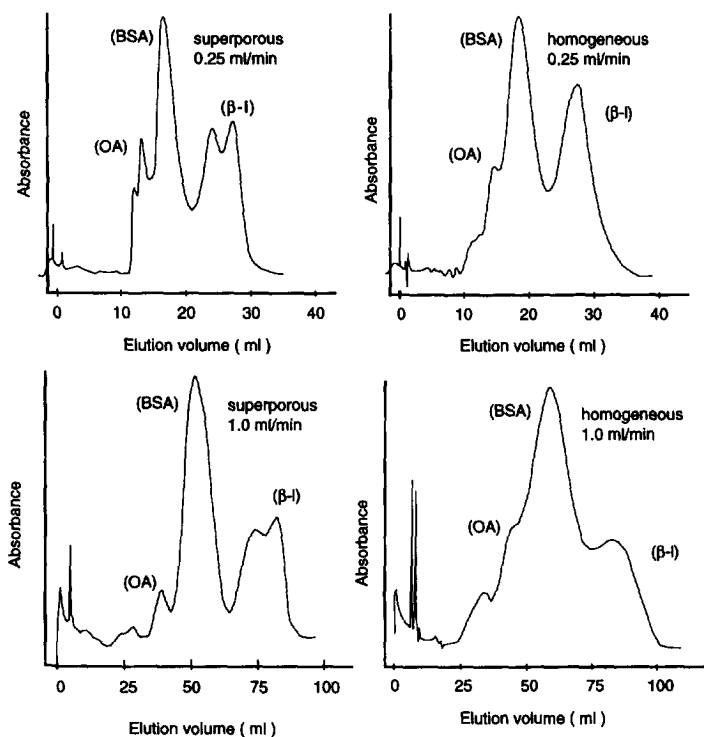 (BSA)
superporous
0.25 ml/min
(OA)
(β-l)
Absorbance
0 10 20 30 40
Elution volume ( ml )
(BSA)
homogeneous
0.25 ml/min
(OA)
(β-l)
Absorbance
0 10 20 30 40
Elution volume ( ml )
(BSA)
superporous
1.0 ml/min
(OA)
(β-l)
Absorbance
0 25 50 75 100
Elution volume ( ml )
(BSA)
homogeneous
1.0 ml/min
(OA)
(β-l)
Absorbance
0 25 50 75 100
Elution volume ( ml )